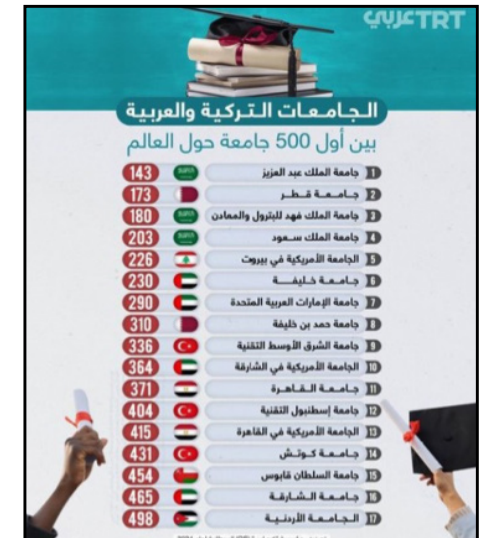 TRT عربي
الجامعات التركية والعربية
بين أول 500 جامعة حول العالم
1 جامعة الملك عبد العزيز 143
2 جامعة قطر 173
3 جامعة الملك فهد للبترول والمعادن 180
4 جامعة الملك سعود 203
5 الجامعة الأمريكية في بيروت 226
6 جامعة خليفة 230
7 جامعة الإمارات العربية المتحدة 290
8 جامعة حمد بن خليفة 310
9 جامعة الشرق الأوسط التقنية 336
10 الجامعة الأمريكية في الشارقة 364
11 جامعة القاهرة 371
12 جامعة إسطنبول التقنية 404
13 الجامعة الأمريكية في القاهرة 415
14 جامعة كوتش 431
15 جامعة السلطان قابوس 454
16 جامعة الشارقة 465
17 الجامعة الأردنية 498